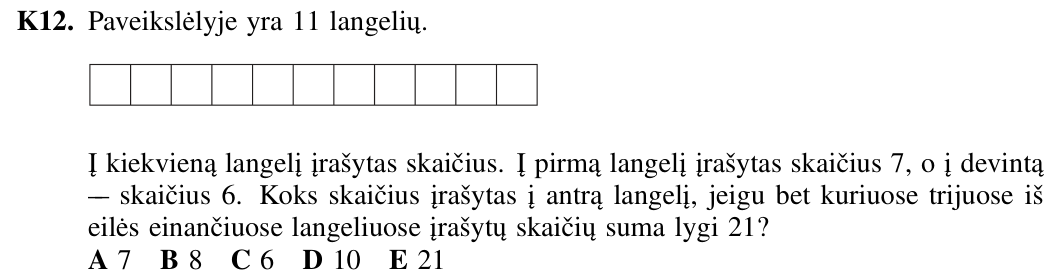 K12. Paveikslėlyje yra 11 langelių.
Į kiekvieną langelį įrašytas skaičius. Į pirmą langelį įrašytas skaičius 7, o į devintą
— skaičius 6. Koks skaičius įrašytas į antrą langelį, jeigu bet kuriuose trijuose iš
eilės einančiuose langeliuose įrašytų skaičių suma lygi 21?
A 7 B 8 C 6 D 10 E 21